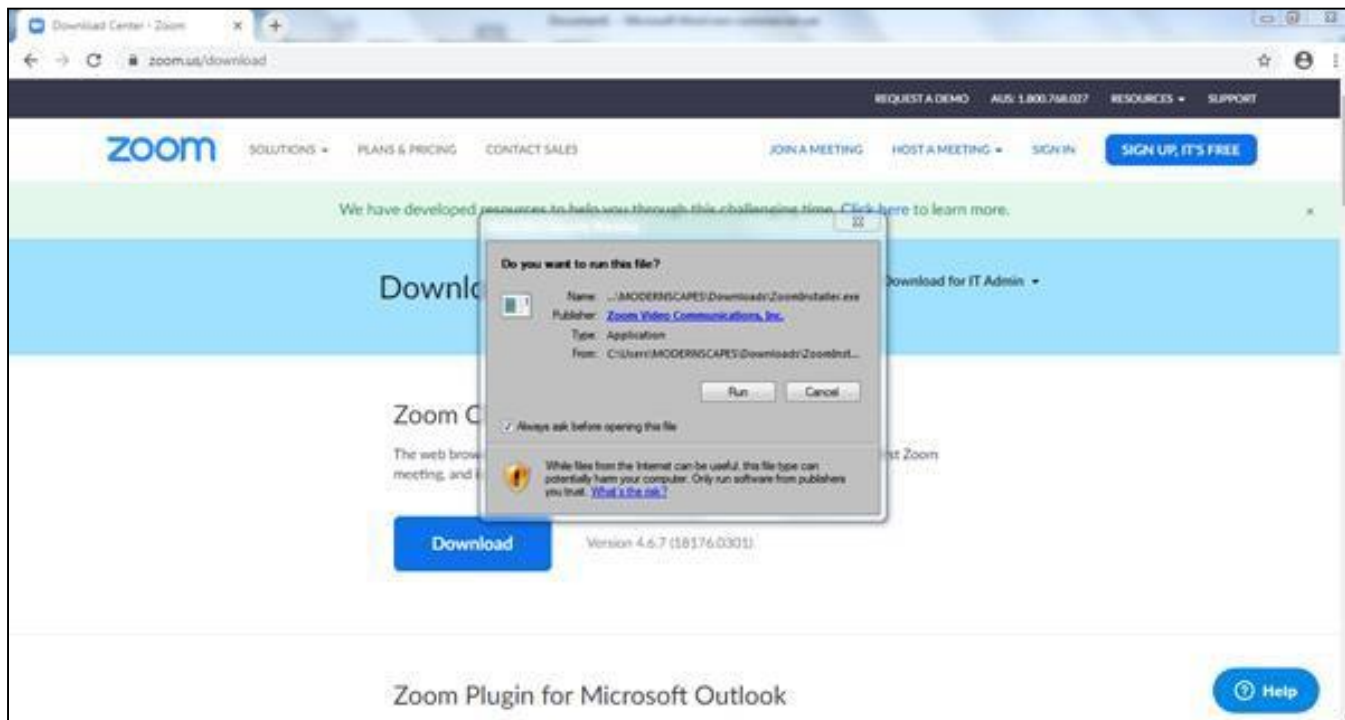 Download Center - Zoom
zoom.us/download
REQUEST A DEMO AUS: 1.800.768.027 RESOURCES SUPPORT
zoom SOLUTIONS PLANS & PRICING CONTACT SALES JOIN A MEETING HOST A MEETING SIGN IN SIGN UP, IT'S FREE
We have developed resources to help you through this challenging time. Click here to learn more.
Downlo Download for IT Admin
Do you want to run this file?
Name: ...\MODERNSCAPES\Downloads\ZoomInstaller.exe
Publisher: Zoom Video Communications, Inc.
Type: Application
From: C:\Users\MODERNSCAPES\Downloads\ZoomInst...
Run Cancel
Always ask before opening this file
While files from the Internet can be useful, this file type can
potentially harm your computer. Only run software from publishers
you trust. What's the risk?
Zoom C
The web brow st Zoom
meeting, and
Download Version 4.6.7 (18176.0301)
Zoom Plugin for Microsoft Outlook
Help